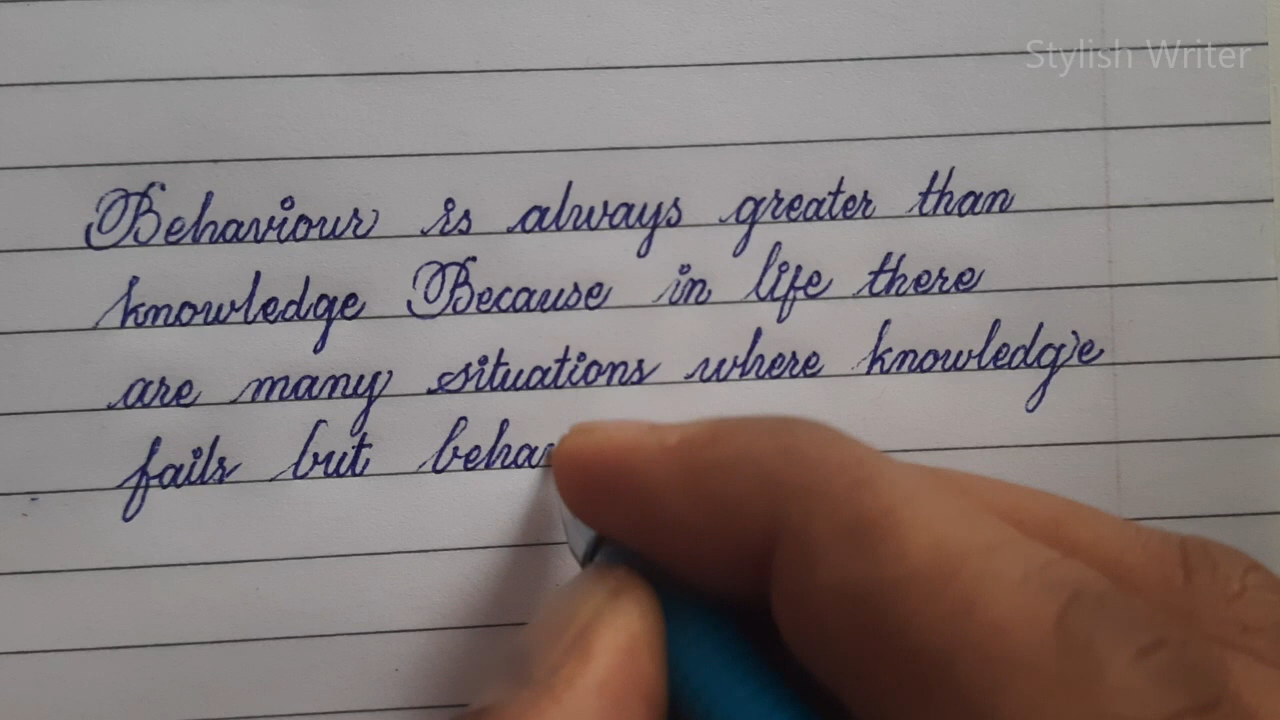 Stylish Writer
Behaviour is always greater than
knowledge Because in life there
are many situations where knowledge
fails but beha